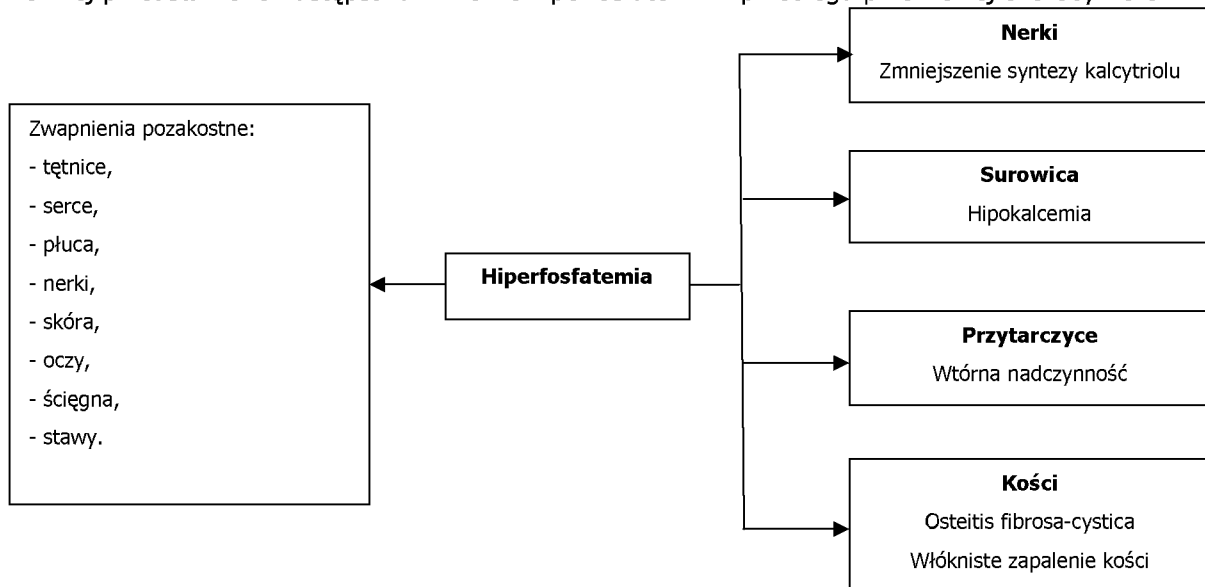 Nerki
Zmniejszenie syntezy kalcytriolu
Zwapnienia pozakostne:
- tętnice,
- serce,
- płuca,
- nerki,
- skóra,
- oczy,
- ścięgna,
- stawy.
Hiperfosfatemia
Surowica
Hipokalcemia
Przytarczyce
Wtórna nadczynność
Kości
Osteitis fibrosa-cystica
Włókniste zapalenie kości